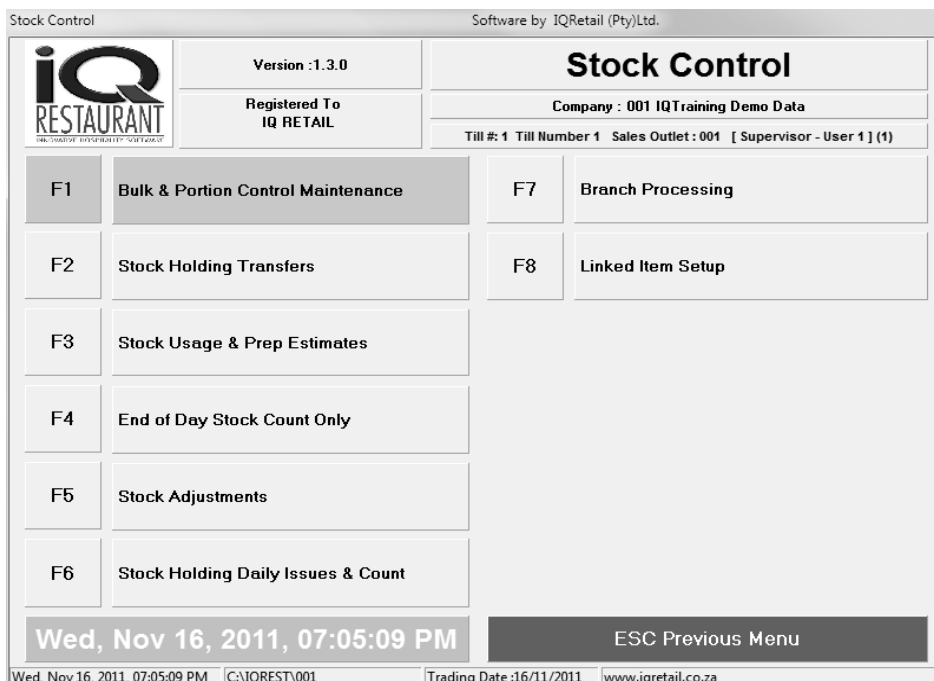 Stock Control Software by IQRetail (Pty)Ltd.
iQ
RESTAURANT
INNOVATIVE HOSPITALITY SOFTWARE
Version :1.3.0
Registered To
IQ RETAIL
Stock Control
Company : 001 IQTraining Demo Data
Till #: 1 Till Number 1 Sales Outlet : 001 [ Supervisor - User 1 ] (1)
F1 Bulk & Portion Control Maintenance
F2 Stock Holding Transfers
F3 Stock Usage & Prep Estimates
F4 End of Day Stock Count Only
F5 Stock Adjustments
F6 Stock Holding Daily Issues & Count
F7 Branch Processing
F8 Linked Item Setup
Wed, Nov 16, 2011, 07:05:09 PM
ESC Previous Menu
Wed, Nov 16, 2011, 07:05:09 PM C:\IQREST\001 Trading Date :16/11/2011 www.iqretail.co.za